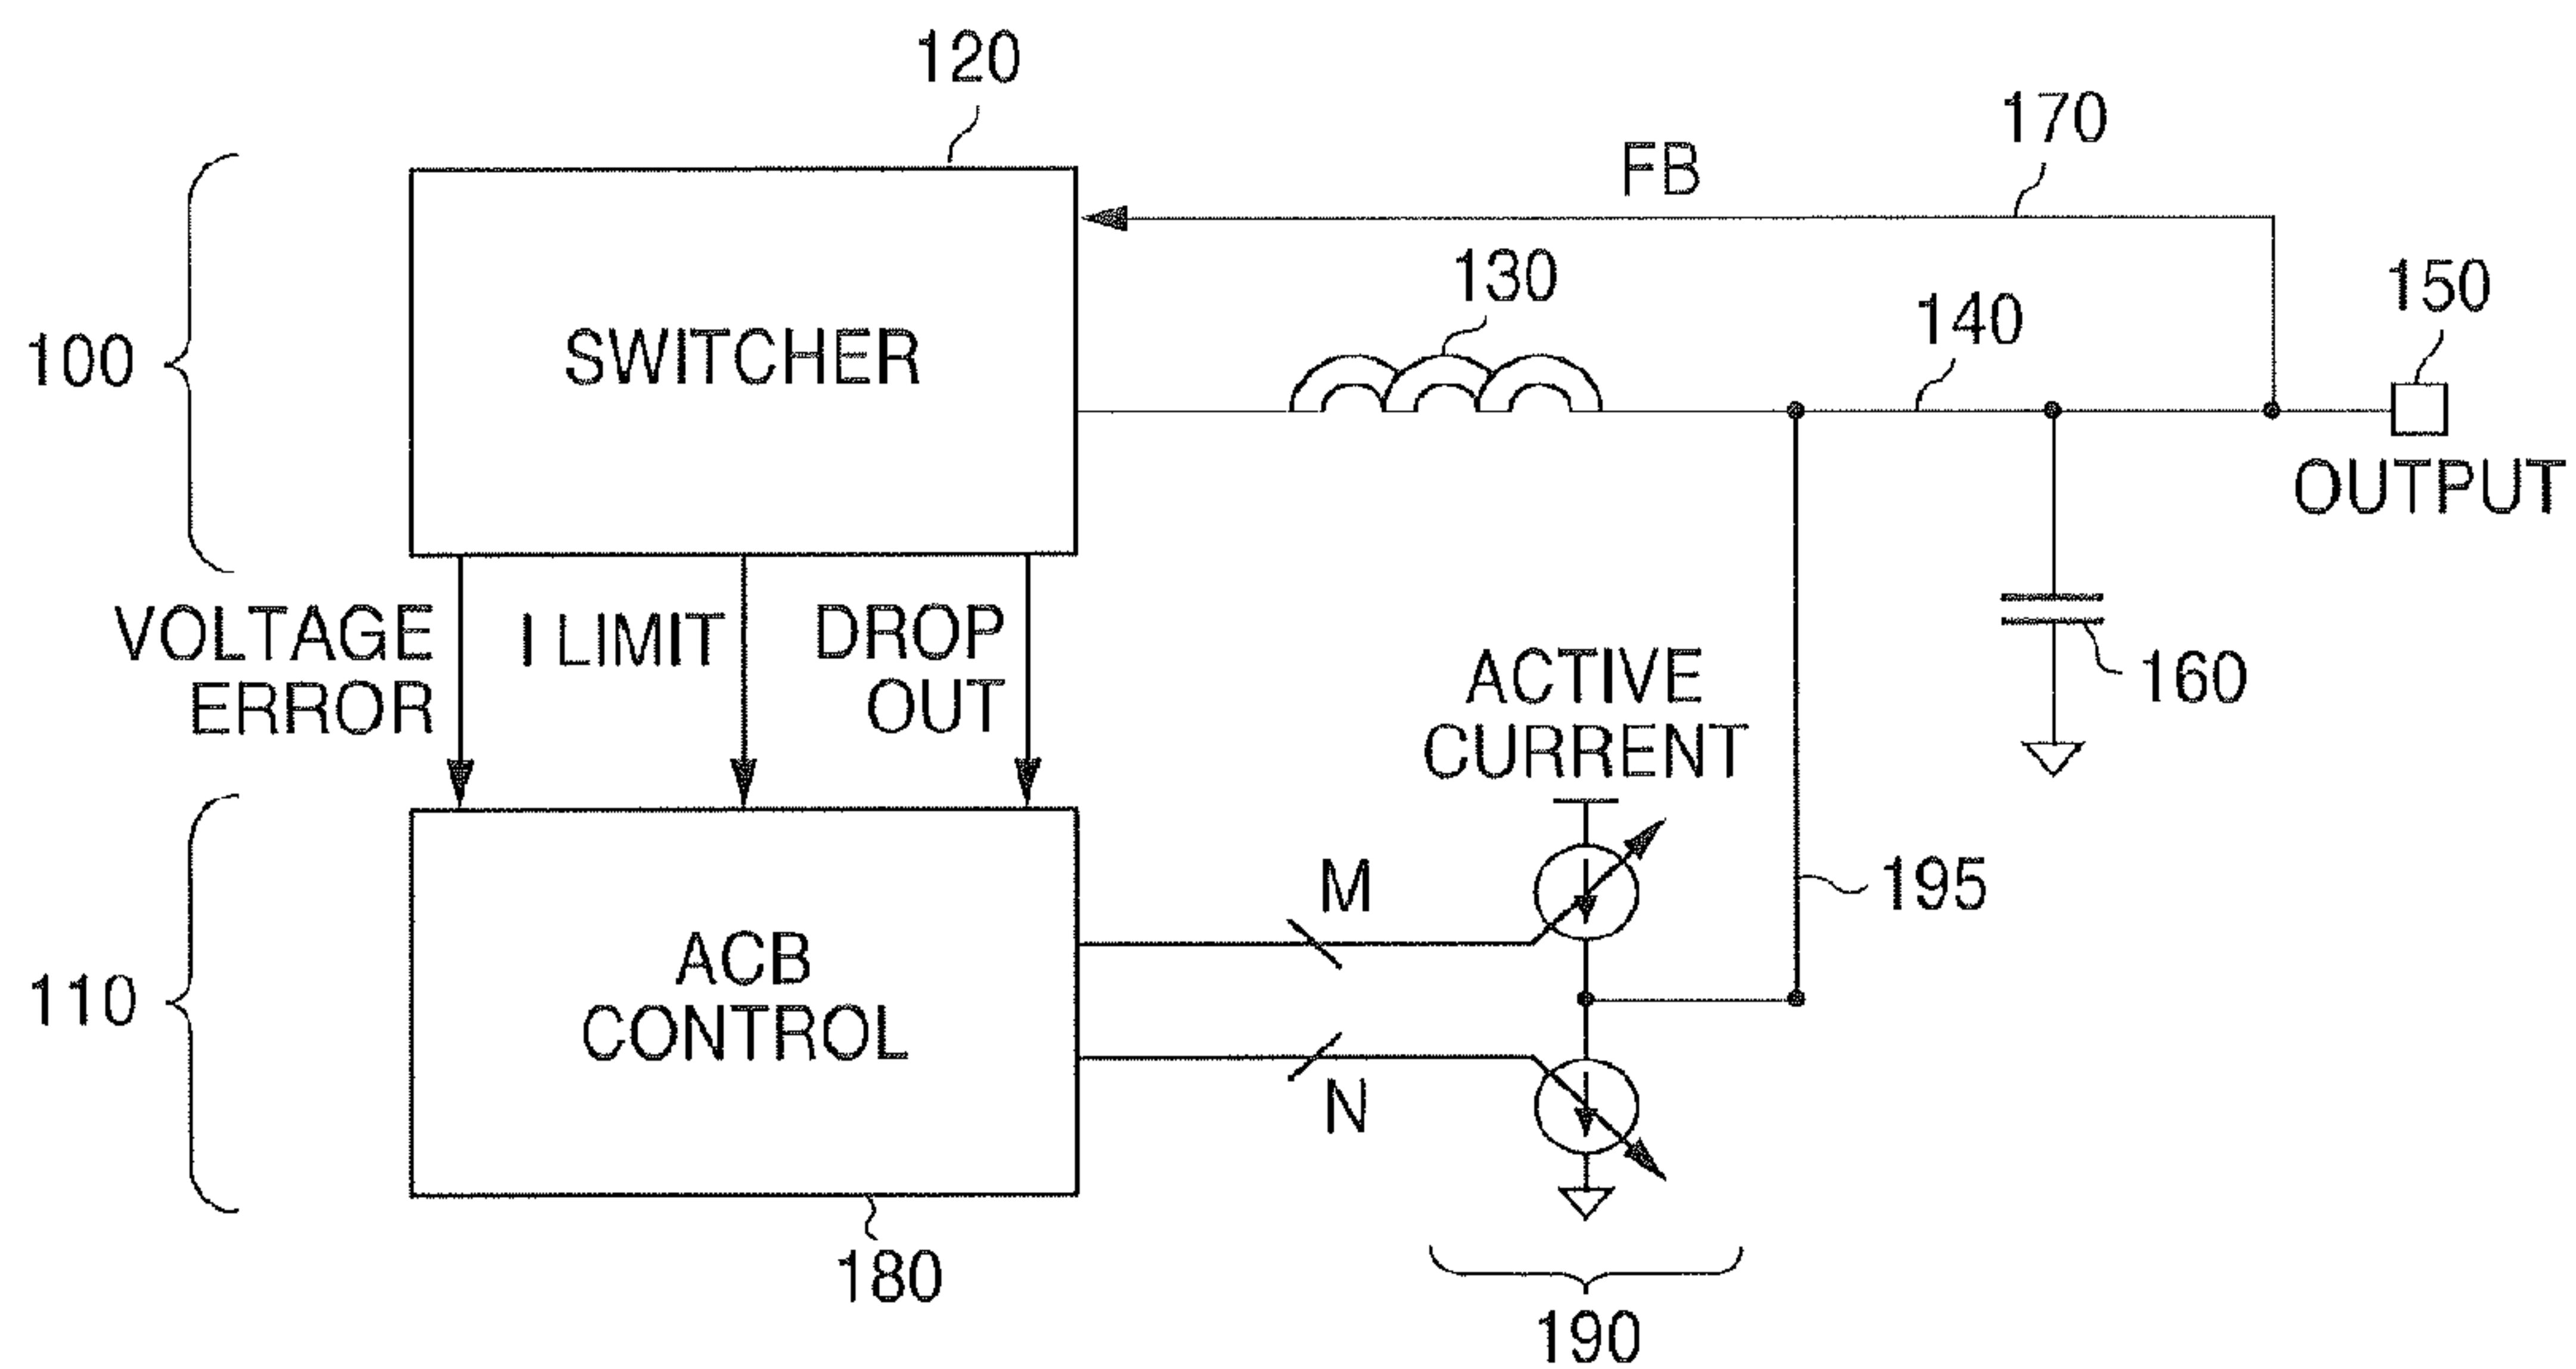 120
170
FB
130
150
140
100
SWITCHER
OUTPUT
VOLTAGE
ERROR
I LIMIT
DROP
OUT
160
ACTIVE
CURRENT
M
195
ACB
CONTROL
110
N
180
190